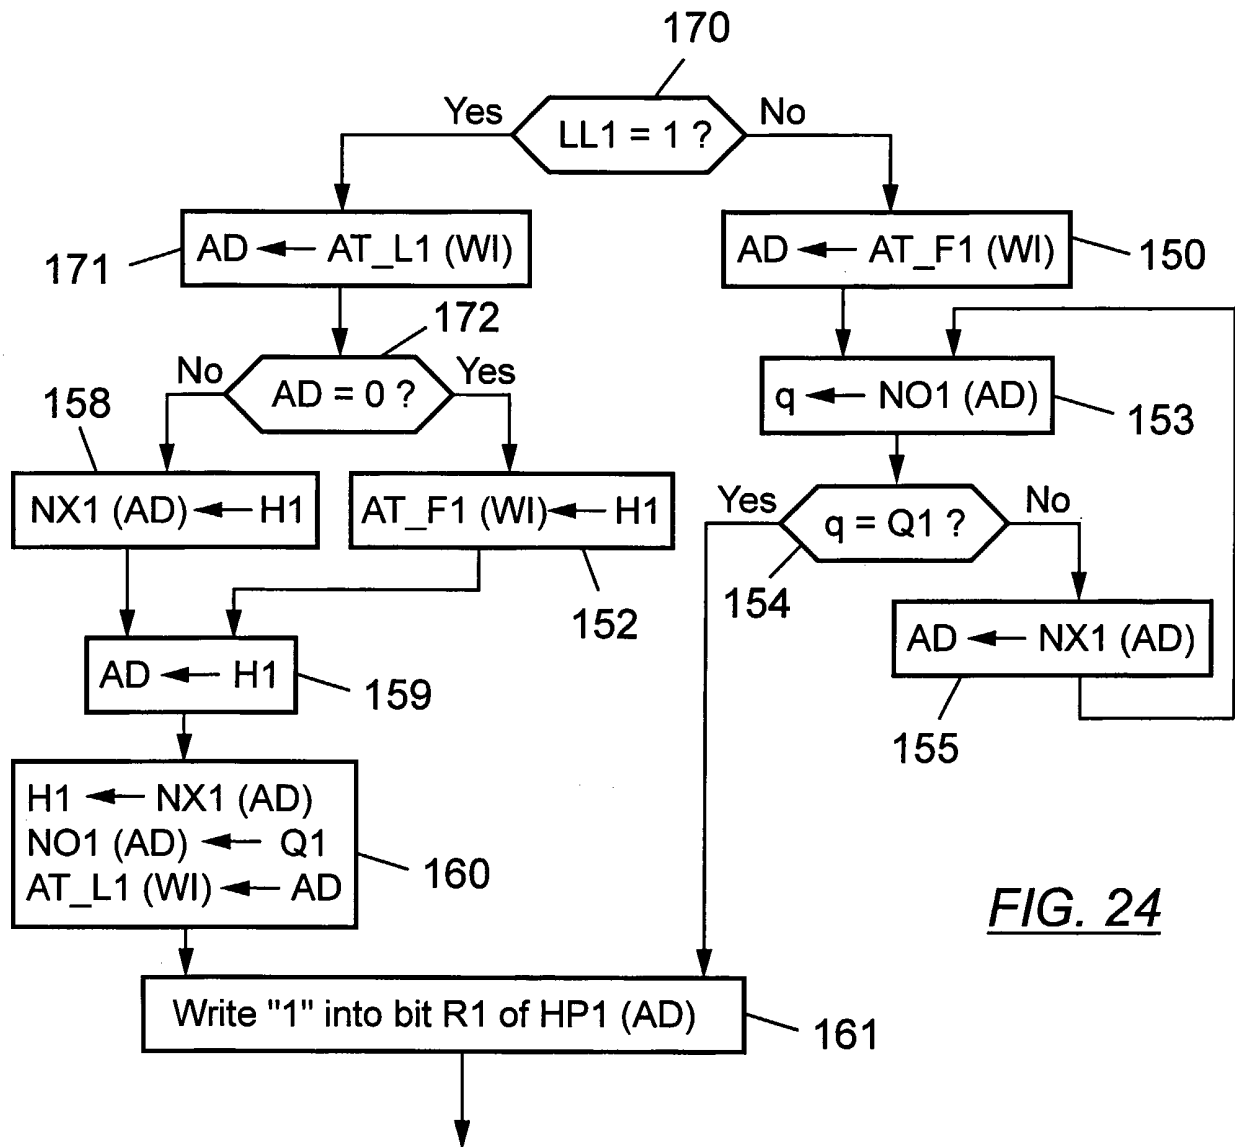 170
Yes
LL1 = 1 ?
No
AD ← AT_L1 (WI)
171
AD ← AT_F1 (WI)
150
172
No
AD = 0 ?
Yes
q ← NO1 (AD)
153
158
NX1 (AD) ← H1
AT_F1 (WI) ← H1
152
Yes
q = Q1 ?
No
154
AD ← NX1 (AD)
155
AD ← H1
159
H1 ← NX1 (AD)
NO1 (AD) ← Q1
AT_L1 (WI) ← AD
160
FIG. 24
Write "1" into bit R1 of HP1 (AD)
161